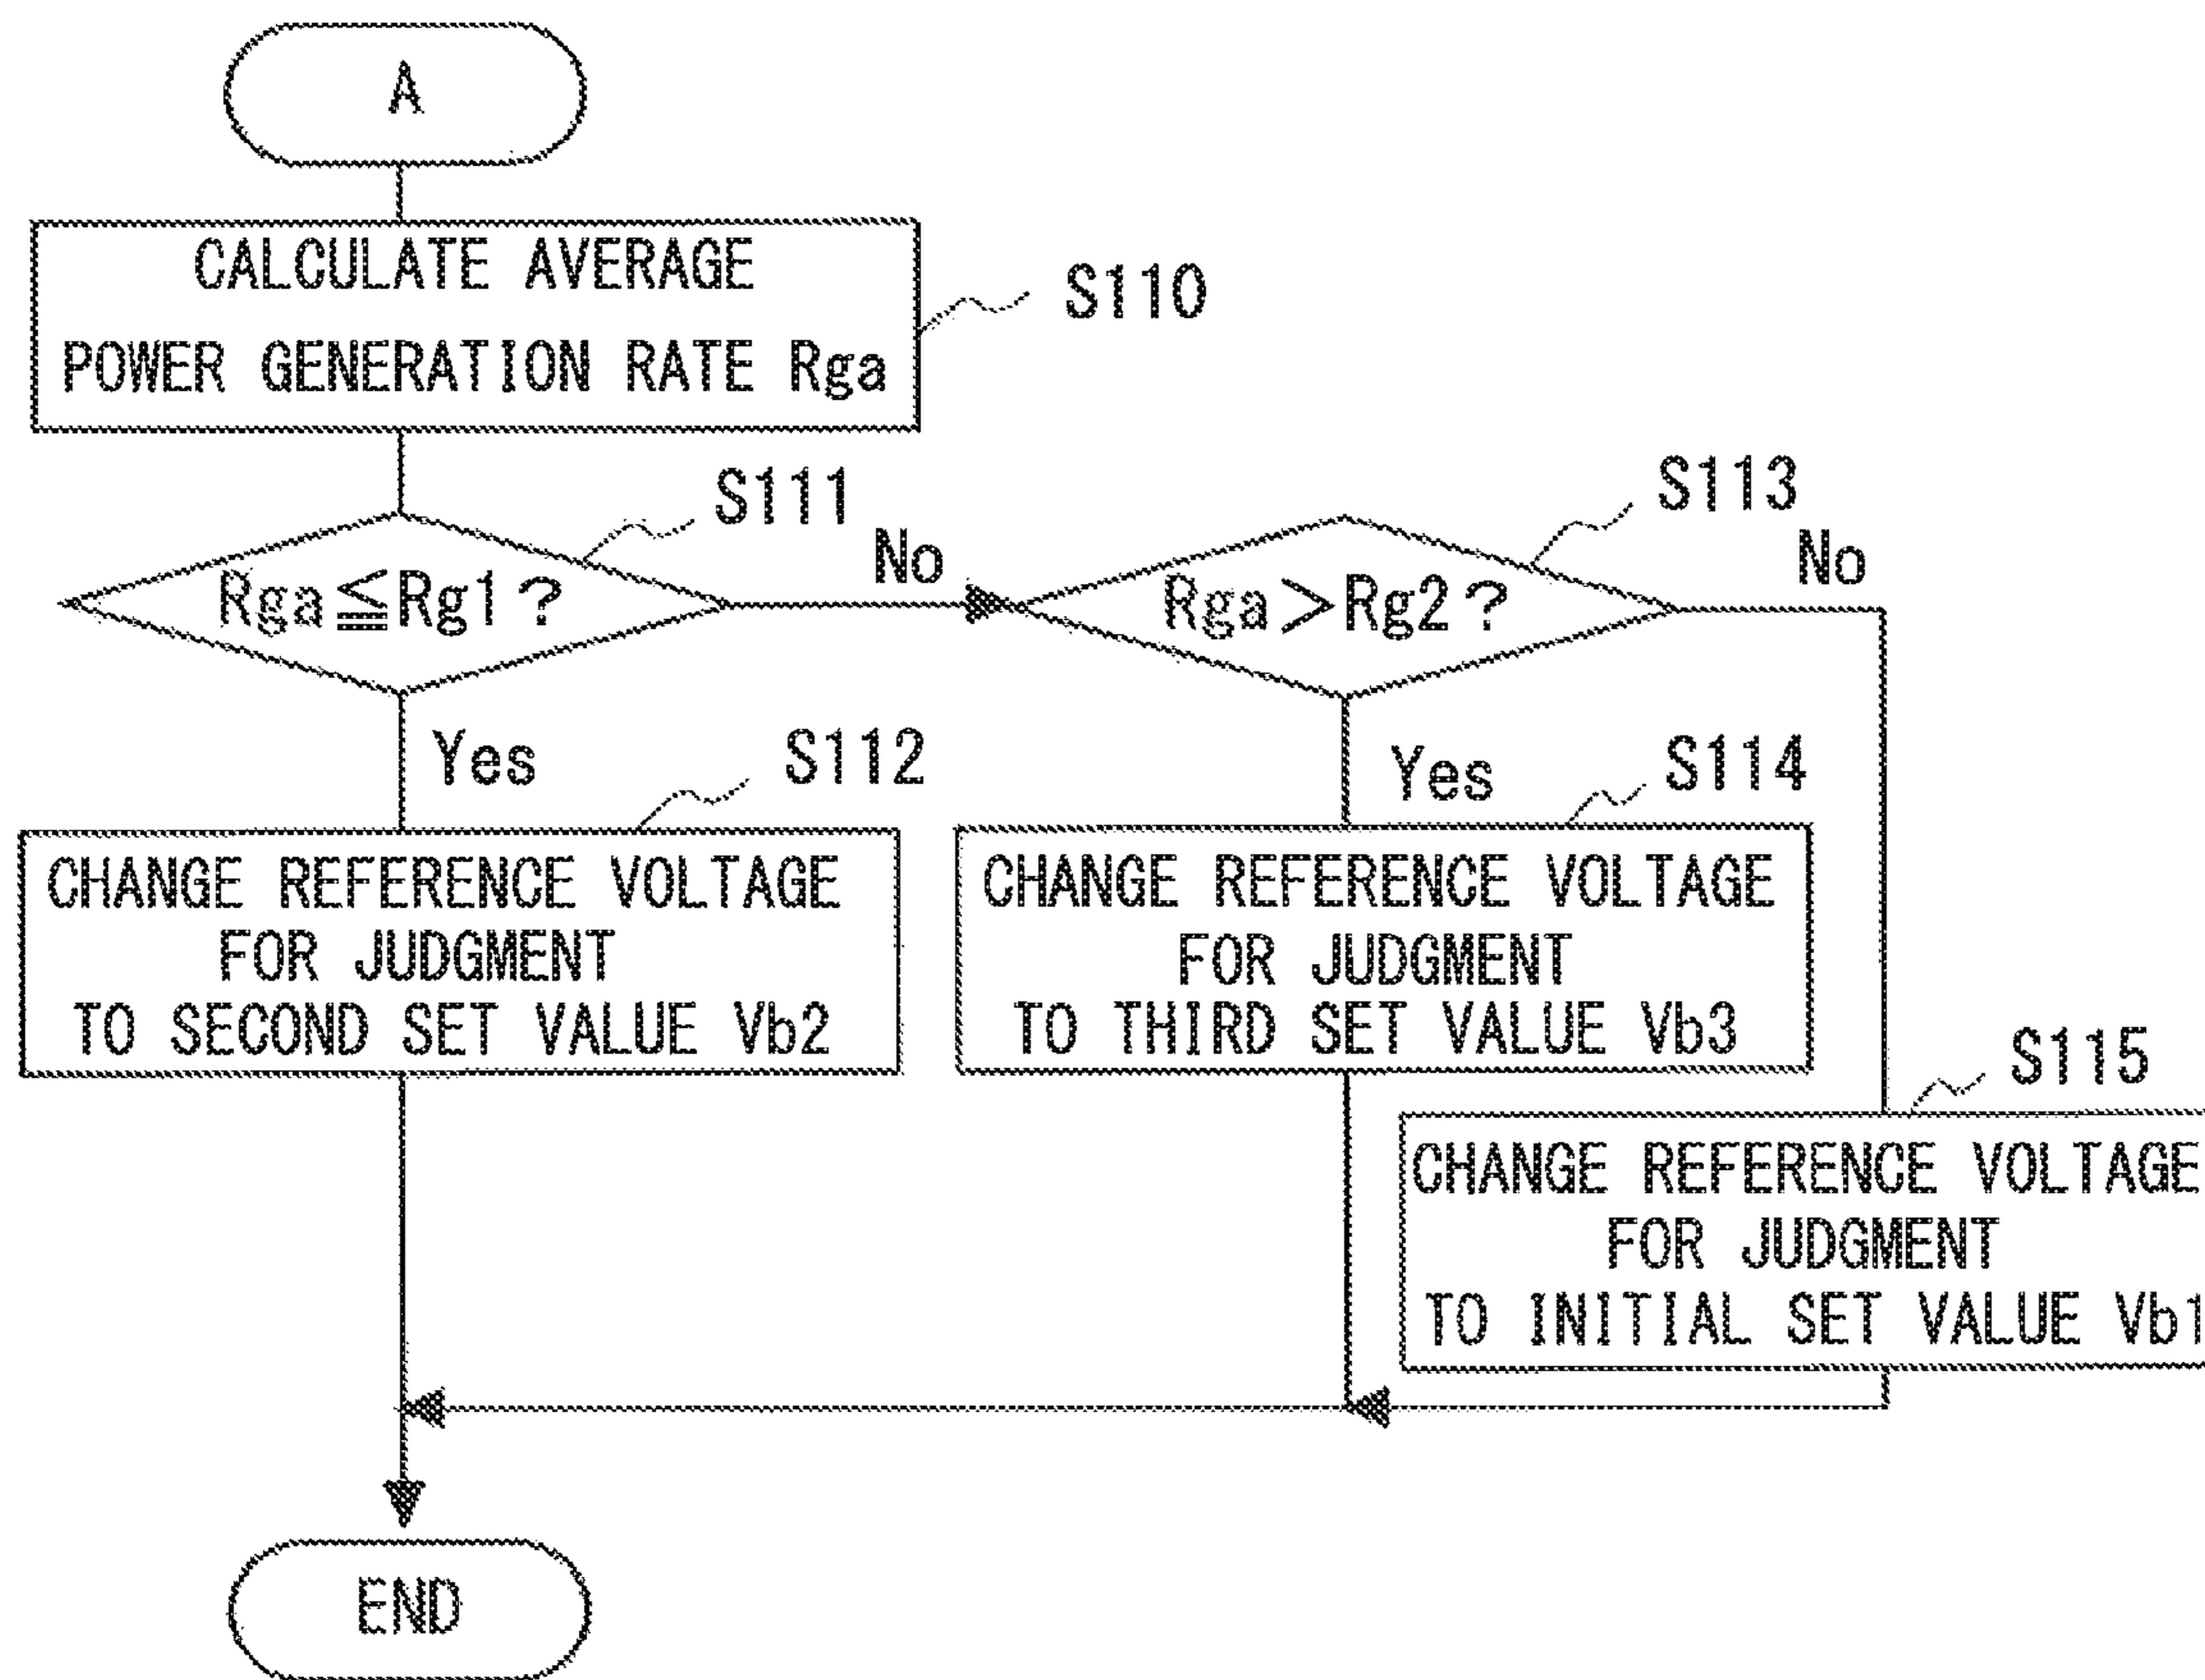 A
CALCULATE AVERAGE
POWER GENERATION RATE Rga
S110
S111
Rga≦Rg1?
No
S113
Rga>Rg2?
No
Yes
S112
CHANGE REFERENCE VOLTAGE
FOR JUDGMENT
TO SECOND SET VALUE Vb2
Yes
S114
CHANGE REFERENCE VOLTAGE
FOR JUDGMENT
TO THIRD SET VALUE Vb3
S115
CHANGE REFERENCE VOLTAGE
FOR JUDGMENT
TO INITIAL SET VALUE Vb1
END